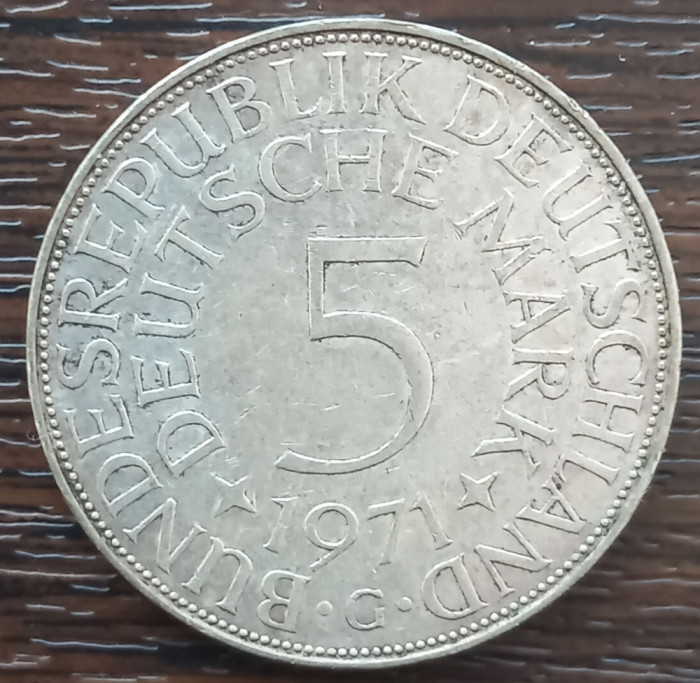 BUNDESREPUBLIK DEUTSCHLAND
DEUTSCHE MARK
5
1971
·G·